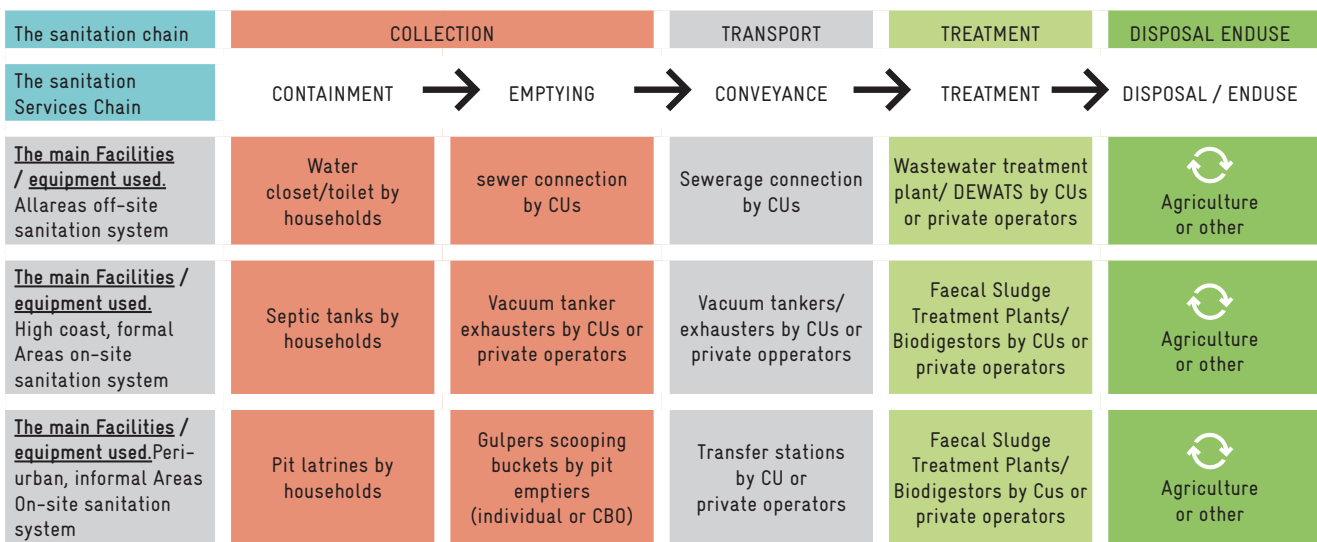 The sanitation chain
COLLECTION
TRANSPORT
TREATMENT
DISPOSAL ENDUSE
The sanitation
Services Chain
CONTAINMENT
EMPTYING
CONVEYANCE
TREATMENT
DISPOSAL / ENDUSE
The main Facilities
/ equipment used.
Allareas off-site
sanitation system
Water
closet/toilet by
households
sewer connection
by CUs
Sewerage connection
by CUs
Wastewater treatment
plant/ DEWATS by CUs
or private operators
Agriculture
or other
The main Facilities /
equipment used.
High coast, formal
Areas on-site
sanitation system
Septic tanks by
households
Vacuum tanker
exhausters by CUs or
private operators
Vacuum tankers/
exhausters by CUs or
private opperators
Faecal Sludge
Treatment Plants/
Biodigestors by CUs or
private operators
Agriculture
or other
The main Facilities /
equipment used.Peri-
urban, informal Areas
On-site sanitation
system
Pit latrines by
households
Gulpers scooping
buckets by pit
emptiers
(individual or CBO)
Transfer stations
by CU or
private operators
Faecal Sludge
Treatment Plants/
Biodigestors by Cus or
private operators
Agriculture
or other